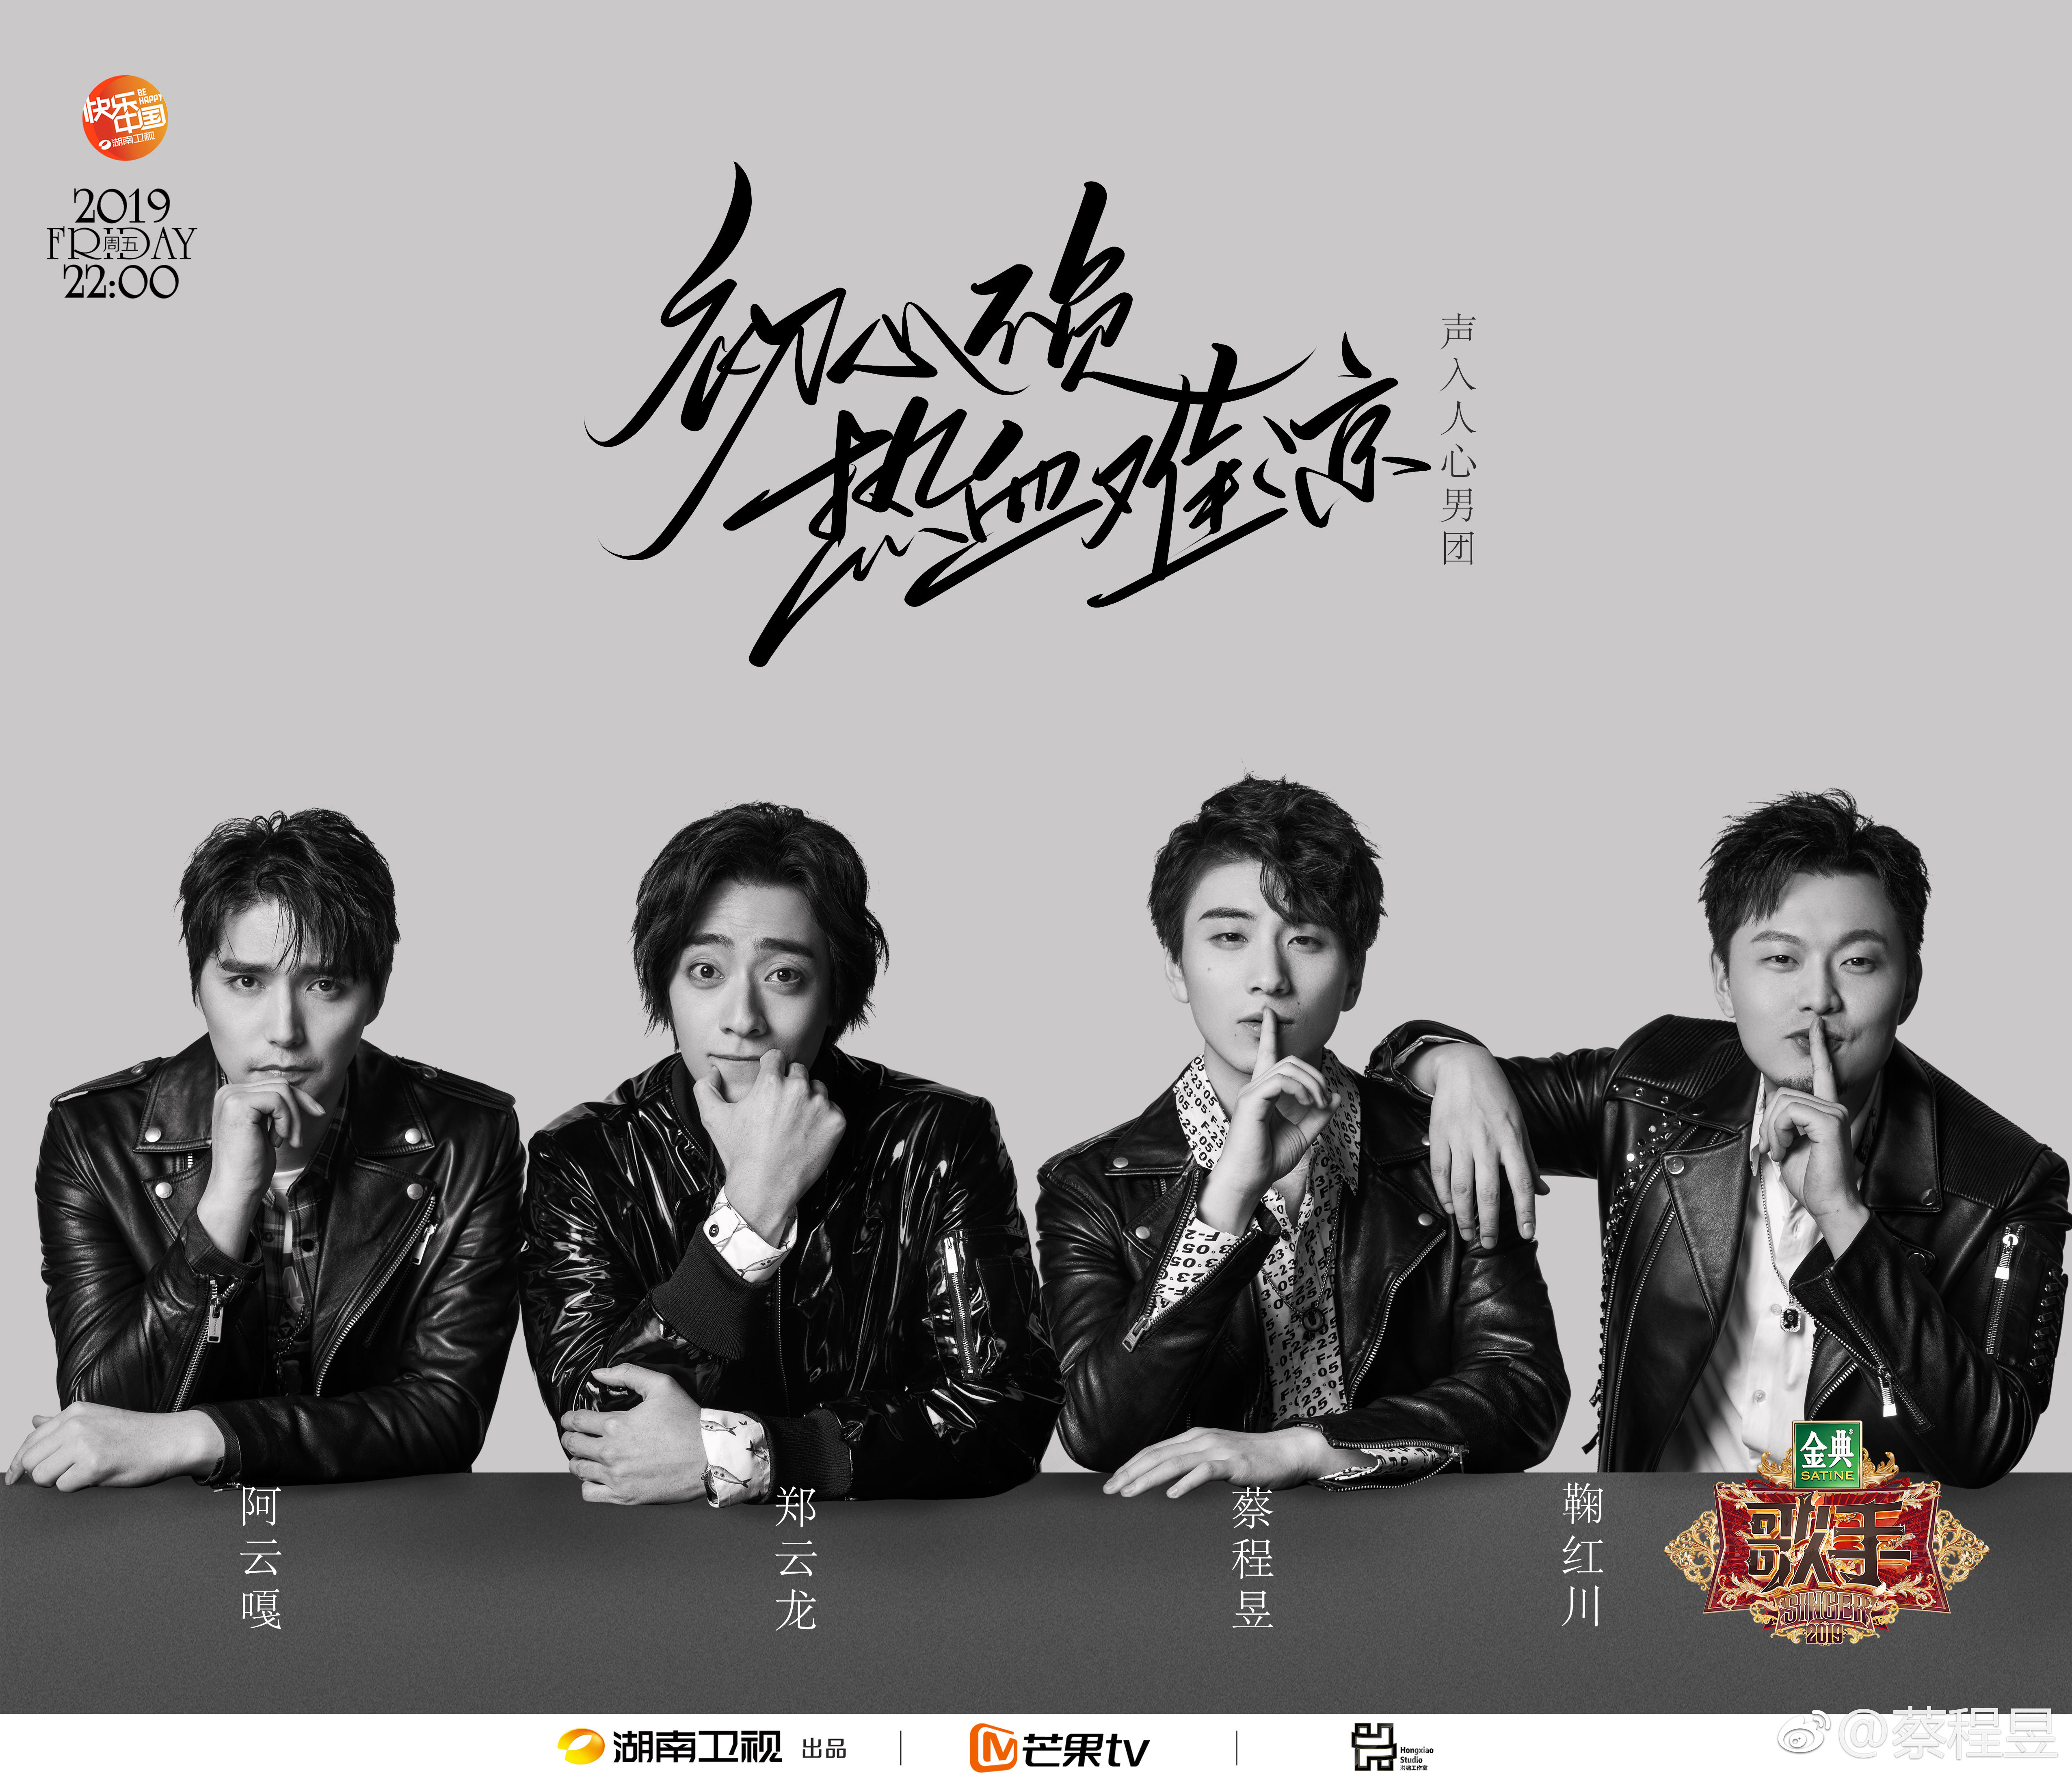 快乐
BE
HAPPY
中国
湖南卫视
2019
FRIDAY
周五
22:00
初心不损
热血难凉
声入人心男团
阿云嘎
郑云龙
蔡程昱
鞠红川
金典®
SATINE
歌手
SINGER
2019
湖南卫视 出品
芒果tv
Hongxiao
Studio
@蔡程昱